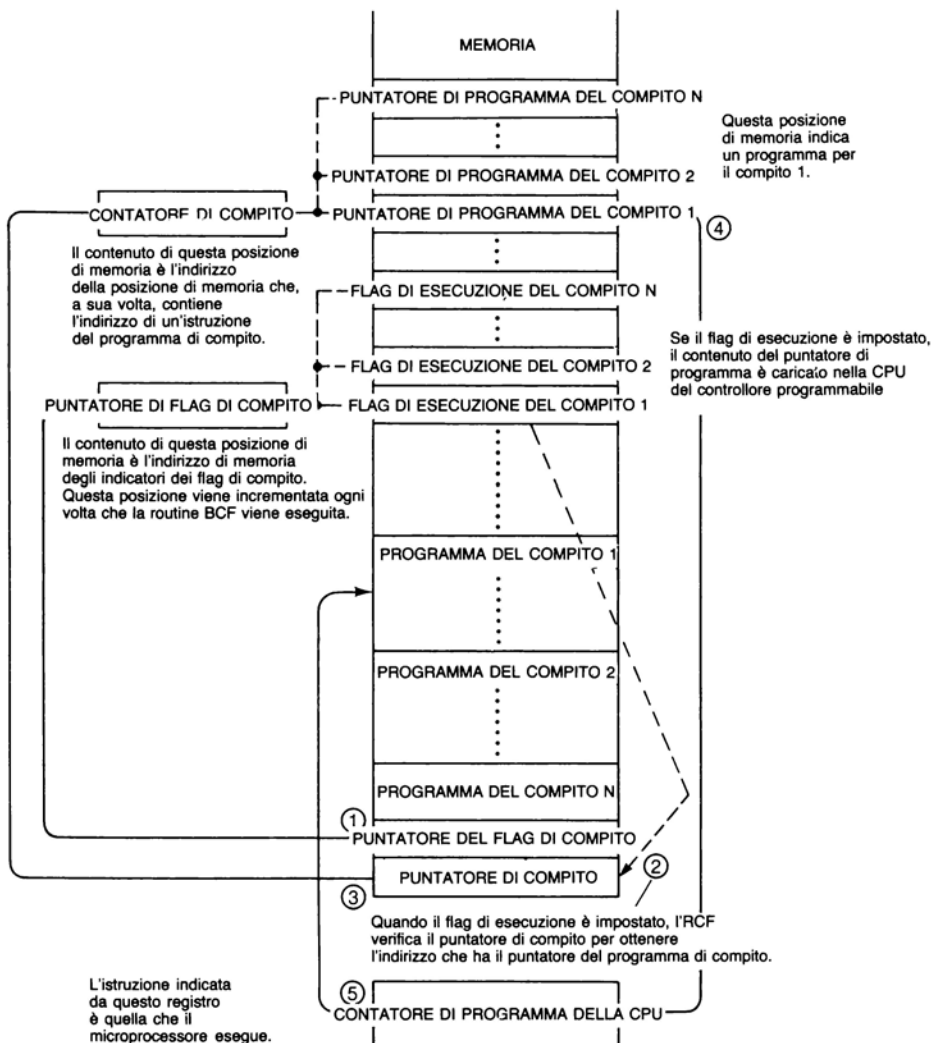 MEMORIA
PUNTATORE DI PROGRAMMA DEL COMPITO N
Questa posizione
di memoria indica
un programma per
il compito 1.
PUNTATORE DI PROGRAMMA DEL COMPITO 2
CONTATORE DI COMPITO
PUNTATORE DI PROGRAMMA DEL COMPITO 1
④
Il contenuto di questa posizione
di memoria è l'indirizzo
della posizione di memoria che,
a sua volta, contiene
l'indirizzo di un'istruzione
del programma di compito.
FLAG DI ESECUZIONE DEL COMPITO N
Se il flag di esecuzione è impostato,
il contenuto del puntatore di
programma è caricato nella CPU
del controllore programmabile
FLAG DI ESECUZIONE DEL COMPITO 2
PUNTATORE DI FLAG DI COMPITO
FLAG DI ESECUZIONE DEL COMPITO 1
Il contenuto di questa posizione di
memoria è l'indirizzo di memoria
degli indicatori dei flag di compito.
Questa posizione viene incrementata ogni
volta che la routine BCF viene eseguita.
PROGRAMMA DEL COMPITO 1
PROGRAMMA DEL COMPITO 2
PROGRAMMA DEL COMPITO N
①
PUNTATORE DEL FLAG DI COMPITO
②
PUNTATORE DI COMPITO
③
Quando il flag di esecuzione è impostato, l'RCF
verifica il puntatore di compito per ottenere
l'indirizzo che ha il puntatore del programma di compito.
L'istruzione indicata
da questo registro
è quella che il
microprocessore esegue.
⑤
CONTATORE DI PROGRAMMA DELLA CPU